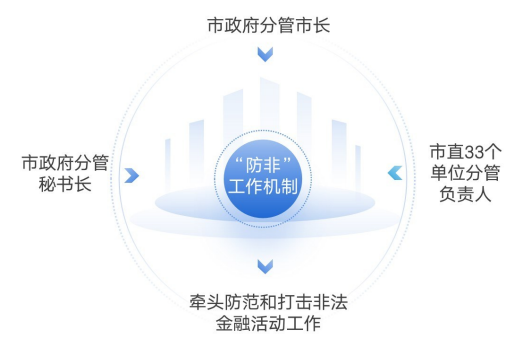 市政府分管市长
“防非”
工作机制
市政府分管
秘书长
市直33个
单位分管
负责人
牵头防范和打击非法
金融活动工作